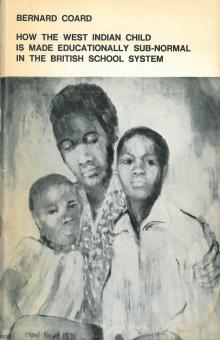 BERNARD COARD
HOW THE WEST INDIAN CHILD
IS MADE EDUCATIONALLY SUB-NORMAL
IN THE BRITISH SCHOOL SYSTEM